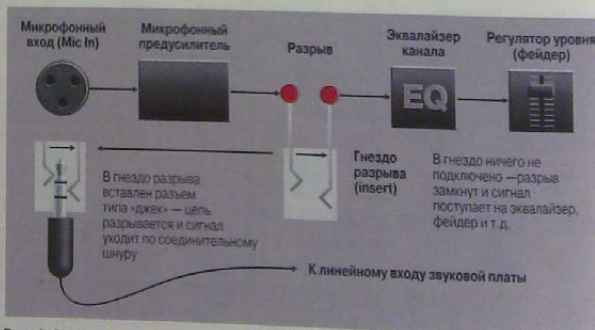 Микрофонный
вход (Mic In)
Микрофонный
предусилитель
Разрыв
Эквалайзер
канала
Регулятор уровня
(фейдер)
EQ
В гнездо разрыва
вставлен разъем
типа «джек» — цепь
разрывается и сигнал
уходит по соединительному
шнуру
Гнездо
разрыва
(insert)
В гнездо ничего не
подключено —разрыв
замкнут и сигнал
поступает на эквалайзер,
фейдер и т.д.
К линейному входу звуковой платы